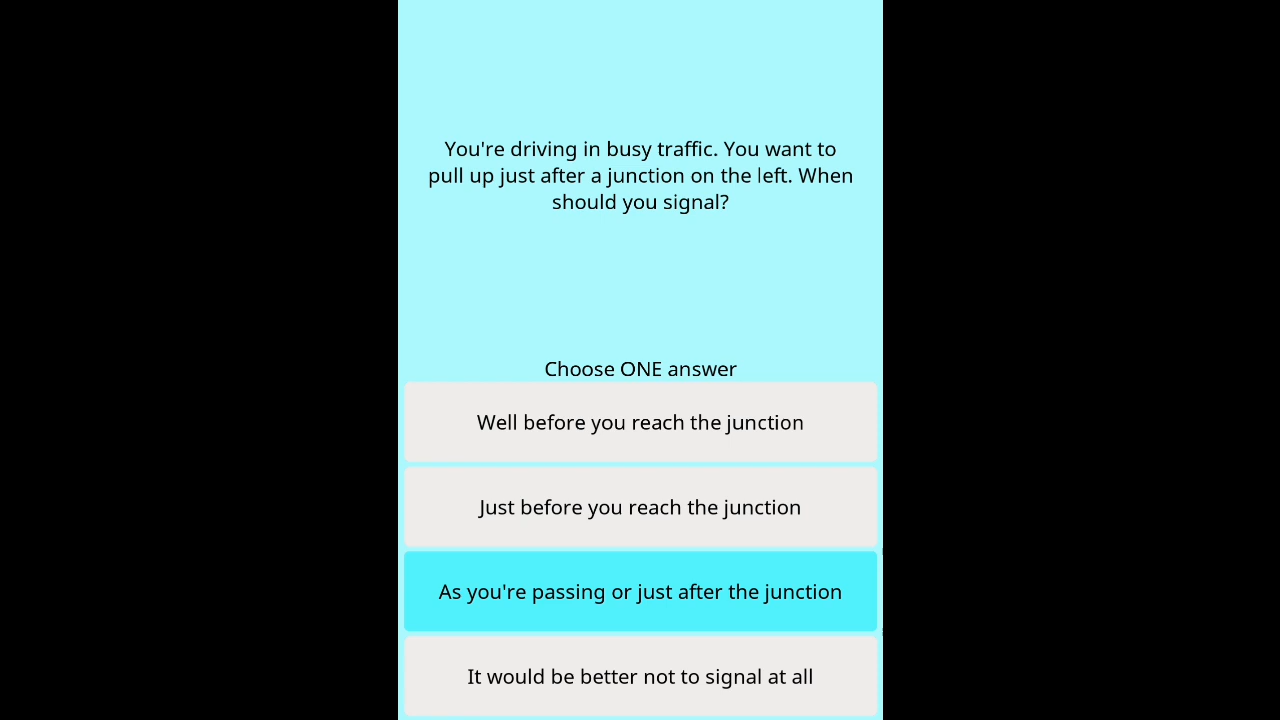 You're driving in busy traffic. You want to
pull up just after a junction on the left. When
should you signal?
Choose ONE answer
Well before you reach the junction
Just before you reach the junction
As you're passing or just after the junction
It would be better not to signal at all